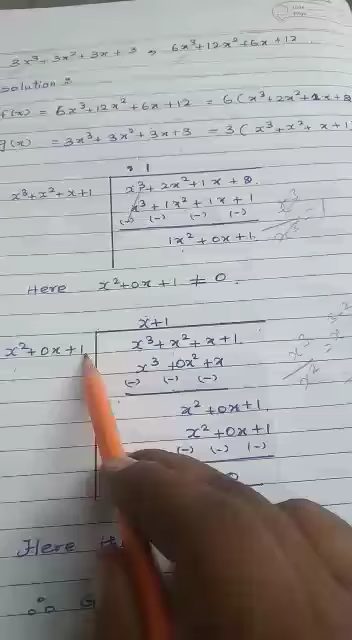 3x³+3x²+3x+3 , 6x³+12x²+6x+12
solution :
f(x) = 6x³+12x²+6x+12 = 6(x³+2x²+1x+
g(x) = 3x³+3x²+3x+3 = 3(x³+x²+x+1
1
x³+x²+x+1 x³+2x²+1x+
x³+1x²+1x+1
(-) (-) (-) (-)
1x²+0x+1
Here x²+0x+1 ≠ 0.
x+1
x²+0x+1 x³+x²+x+1
x³+0x²+x
(-) (-) (-)
x²+0x+1
x²+0x+1
(-) (-) (-)
0
Here
∴ G